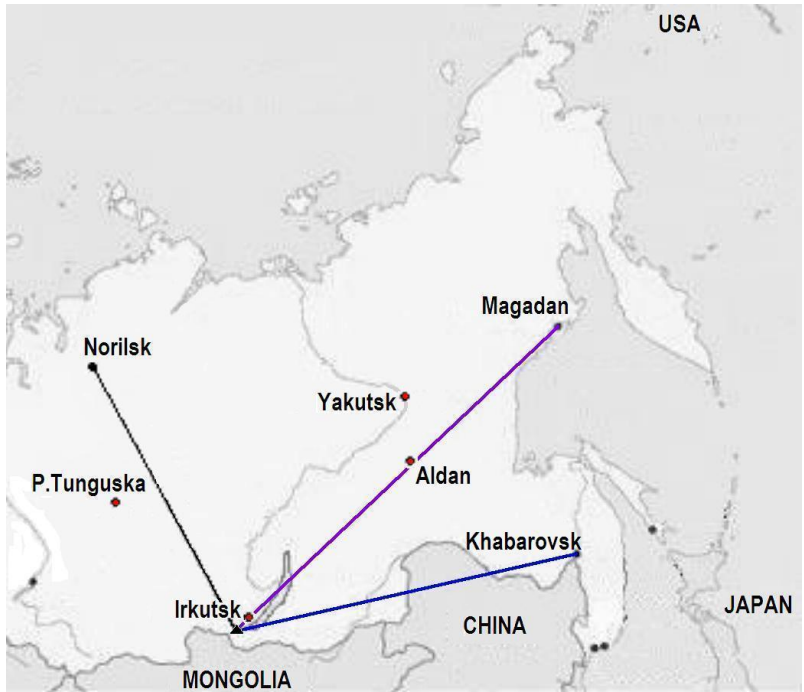 USA
Magadan
Norilsk
Yakutsk
Aldan
P.Tunguska
Khabarovsk
Irkutsk
JAPAN
CHINA
MONGOLIA